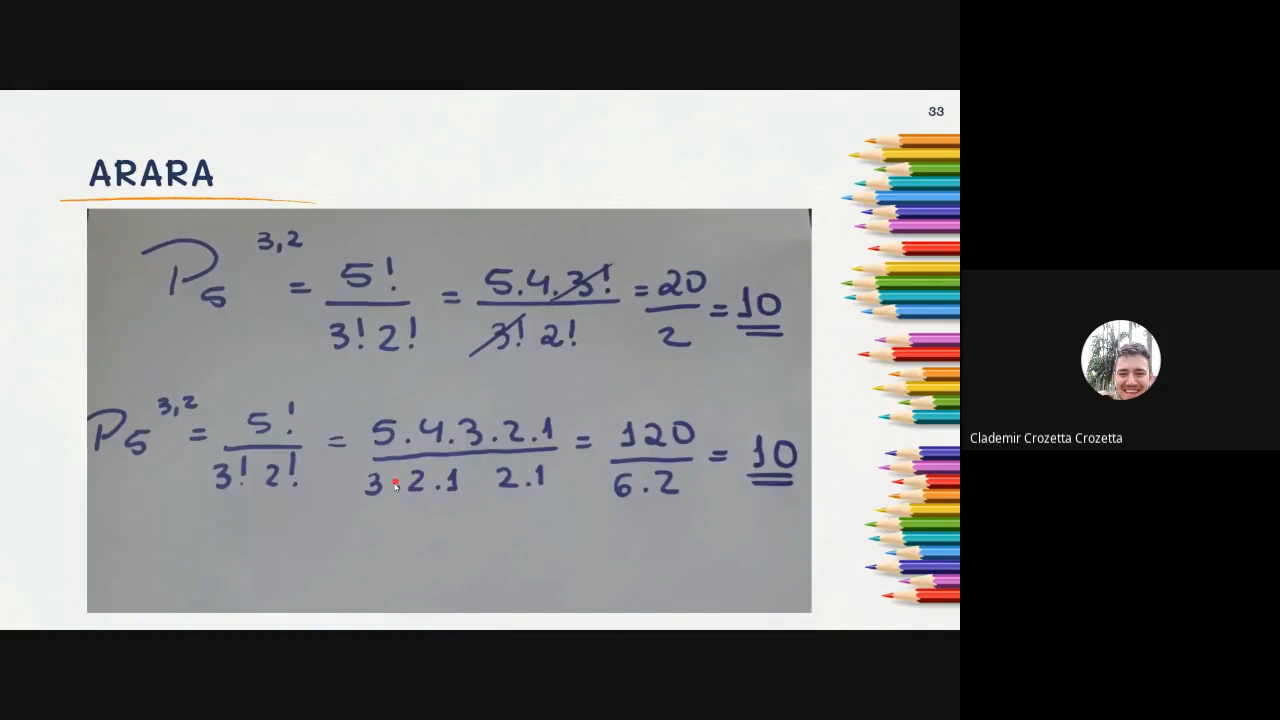 33
ARARA
P₅^3,2 = 5!/3! 2! = 5.4.3!/3! 2! = 20/2 = 10
P₅^3,2 = 5!/3! 2! = 5.4.3.2.1/3.2.1 2.1 = 120/6.2 = 10
Clademir Crozetta Crozetta